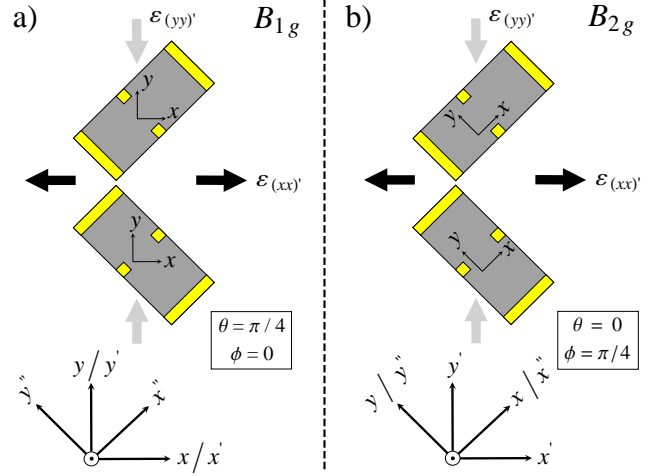 a)
ε(yy)'
B1g
y
x
ε(xx)'
y
x
θ = π / 4
ϕ = 0
y''
y / y'
x''
x / x'
b)
ε(yy)'
B2g
y
x
ε(xx)'
y
x
θ = 0
ϕ = π / 4
y / y''
y'
x / x''
x'